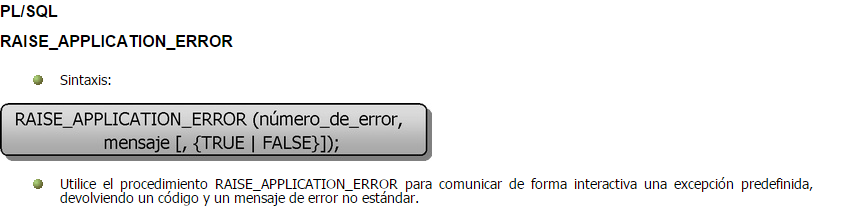 PL/SQL
RAISE_APPLICATION_ERROR
Sintaxis:
RAISE_APPLICATION_ERROR (número_de_error,
mensaje [, {TRUE | FALSE}]);
Utilice el procedimiento RAISE_APPLICATION_ERROR para comunicar de forma interactiva una excepción predefinida,
devolviendo un código y un mensaje de error no estándar.